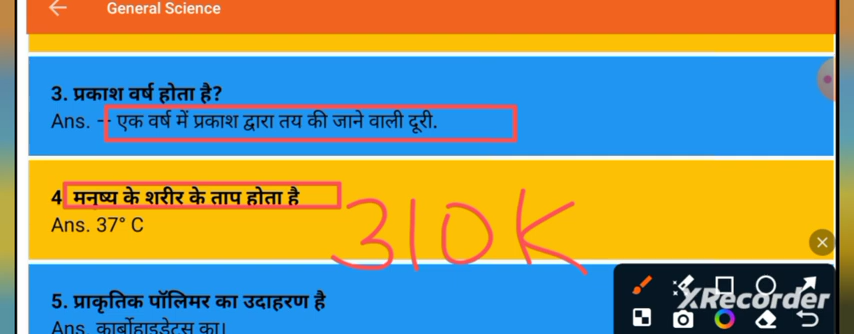 General Science
3. प्रकाश वर्ष होता है?
Ans. -- एक वर्ष में प्रकाश द्वारा तय की जाने वाली दूरी.
4 मनुष्य के शरीर के ताप होता है
Ans. 37° C
310K
5. प्राकृतिक पॉलिमर का उदाहरण है
Ans. कार्बोहाइड्रेट्स का।
XRecorder